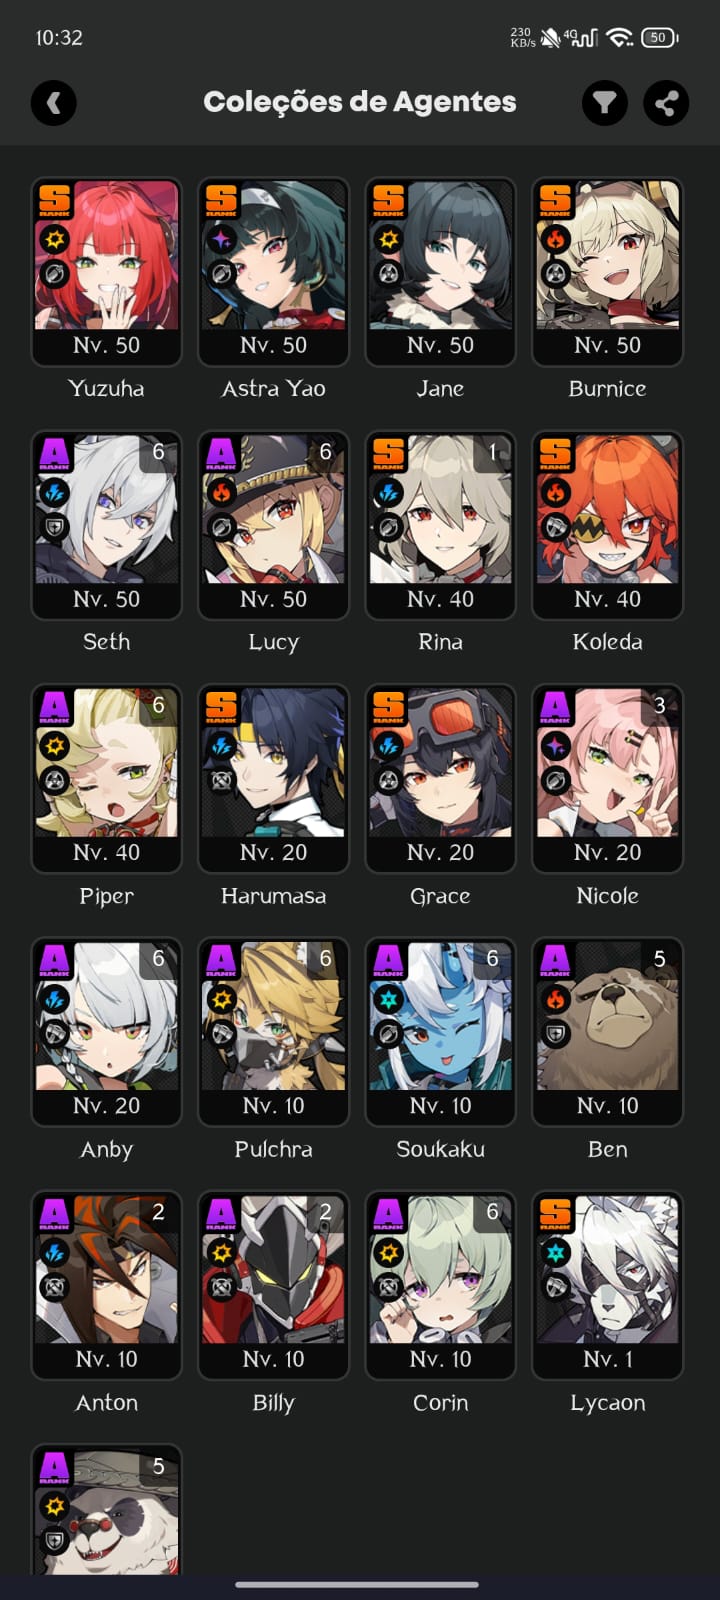 10:32
230 KB/s 4G 50
Coleções de Agentes
S RANK S RANK S RANK S RANK
Nv. 50 Nv. 50 Nv. 50 Nv. 50
Yuzuha Astra Yao Jane Burnice
A RANK 6 A RANK 6 S RANK 1 S RANK
Nv. 50 Nv. 50 Nv. 40 Nv. 40
Seth Lucy Rina Koleda
A RANK 6 S RANK S RANK A RANK 3
Nv. 40 Nv. 20 Nv. 20 Nv. 20
Piper Harumasa Grace Nicole
A RANK 6 A RANK 6 A RANK 6 A RANK 5
Nv. 20 Nv. 10 Nv. 10 Nv. 10
Anby Pulchra Soukaku Ben
A RANK 2 A RANK 2 A RANK 6 S RANK
Nv. 10 Nv. 10 Nv. 10 Nv. 1
Anton Billy Corin Lycaon
A RANK 5